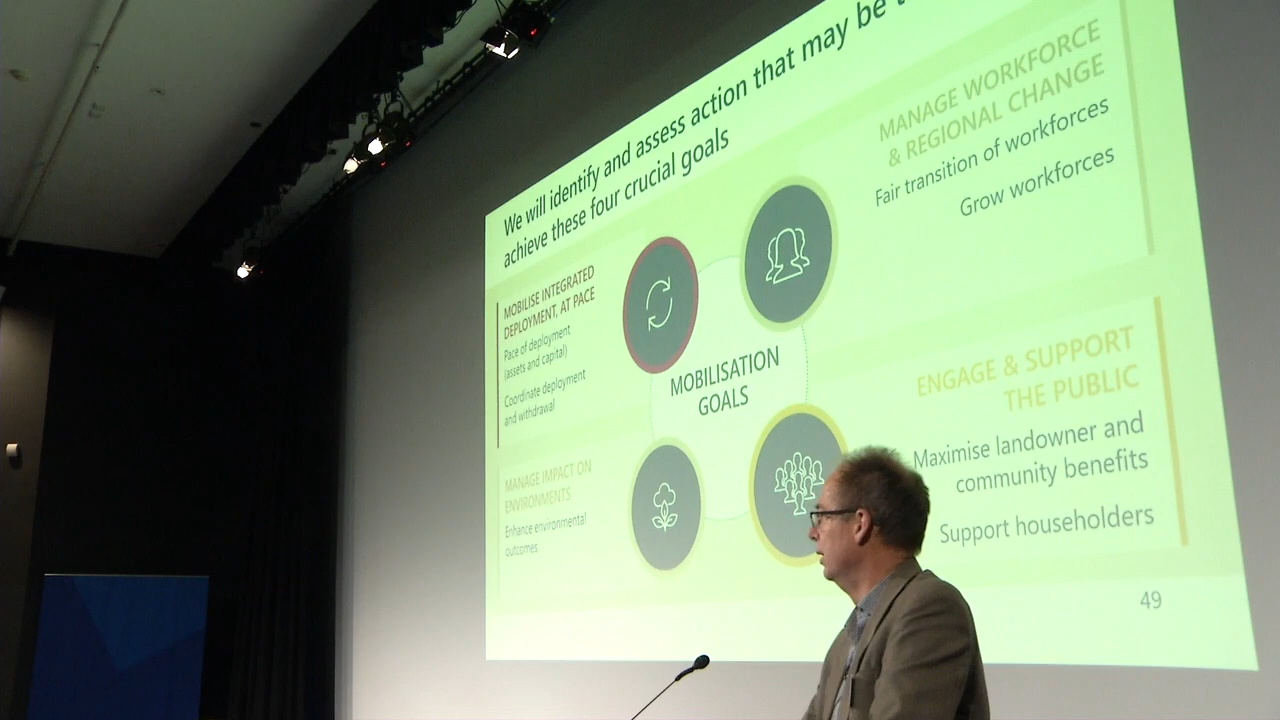 We will identify and assess action that may be
achieve these four crucial goals
MOBILISE INTEGRATED
DEPLOYMENT, AT PACE
Pace of deployment
(assets and capital)
Coordinate deployment
and withdrawal
MANAGE IMPACT ON
ENVIRONMENTS
Enhance environmental
outcomes
MOBILISATION
GOALS
MANAGE WORKFORCE
& REGIONAL CHANGE
Fair transition of workforces
Grow workforces
ENGAGE & SUPPORT
THE PUBLIC
Maximise landowner and
community benefits
Support householders
49